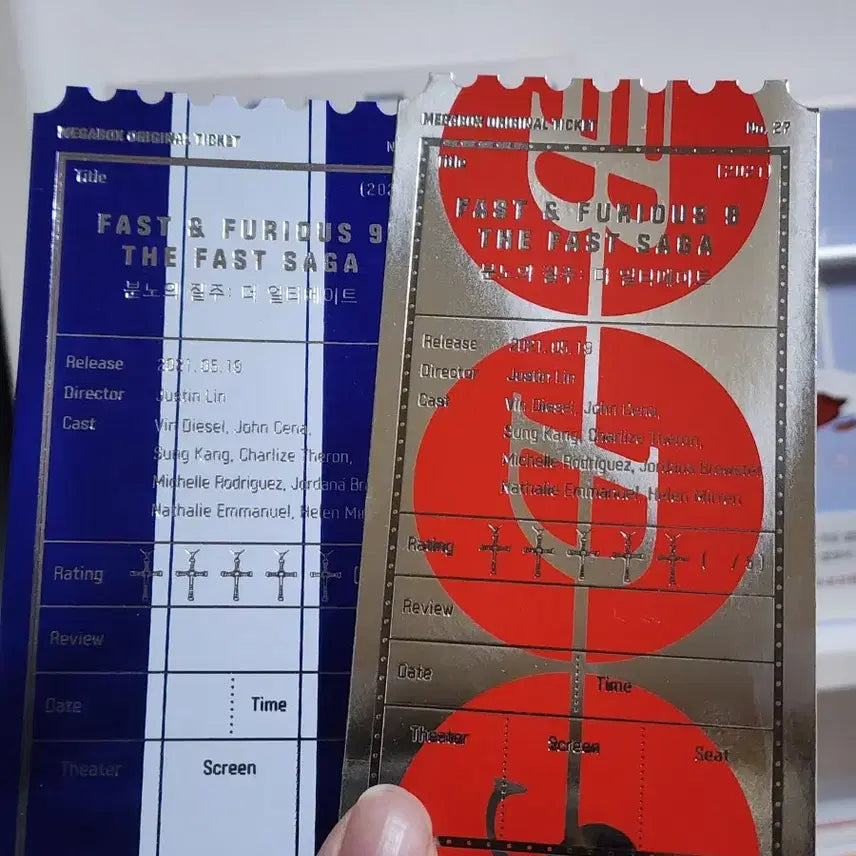 MEGABOX ORIGINAL TICKET N
Title (202
FAST & FURIOUS 9
THE FAST SAGA
분노의 질주: 더 얼티메이트
Release 2021.05.19
Director Justin Lin
Cast Vin Diesel, John Cena,
Sung Kang, Charlize Theron,
Michelle Rodriguez, Jordana Br
Nathalie Emmanuel, Helen Mir
Rating (
Review
Date Time
Theater Screen
MEGABOX ORIGINAL TICKET No. 27
Title (2021)
FAST & FURIOUS 9
THE FAST SAGA
분노의 질주: 더 얼티메이트
Release 2021.05.19
Director Justin Lin
Cast Vin Diesel, John Cena,
Sung Kang, Charlize Theron,
Michelle Rodriguez, Jordana Brewster
Nathalie Emmanuel, Helen Mirren
Rating ( /5)
Review
Date Time
Theater Screen Seat